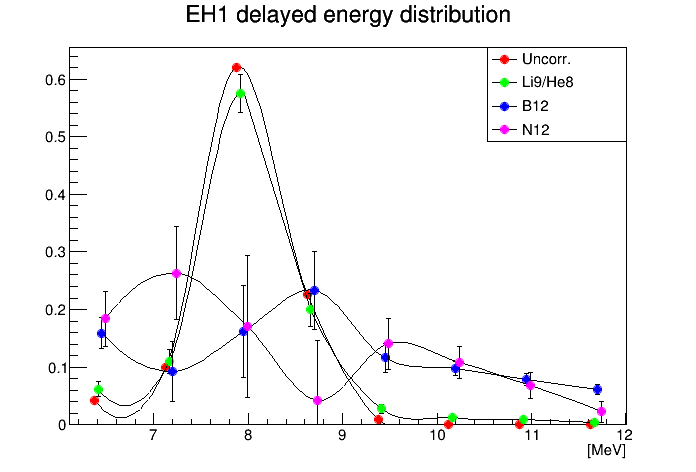 EH1 delayed energy distribution
Uncorr.
Li9/He8
B12
N12
0.6
0.5
0.4
0.3
0.2
0.1
0
7 8 9 10 11 12
[MeV]